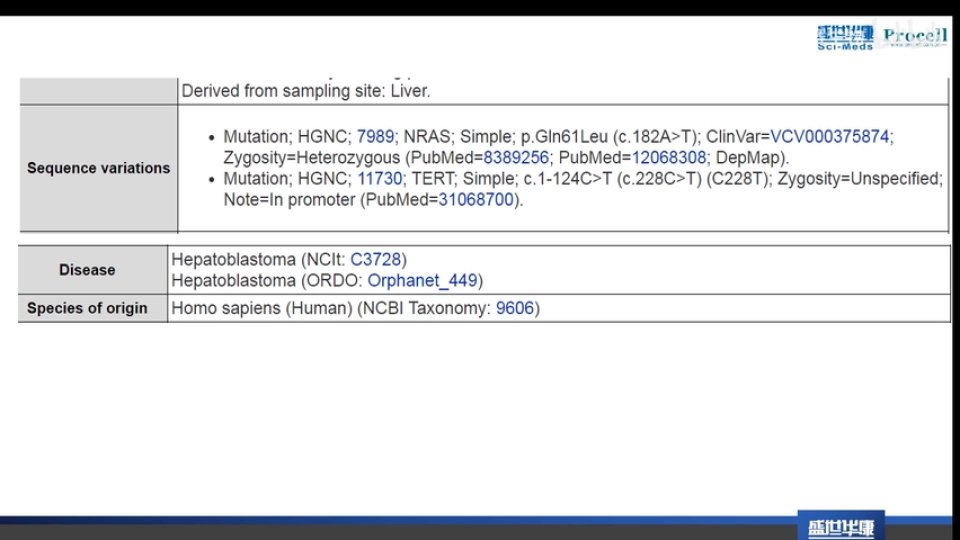 盛世华康 Procell
Sci-Meds
Derived from sampling site: Liver.
Sequence variations
Mutation; HGNC; 7989; NRAS; Simple; p.Gln61Leu (c.182A>T); ClinVar=VCV000375874;
Zygosity=Heterozygous (PubMed=8389256; PubMed=12068308; DepMap).
Mutation; HGNC; 11730; TERT; Simple; c.1-124C>T (c.228C>T) (C228T); Zygosity=Unspecified;
Note=In promoter (PubMed=31068700).
Disease
Hepatoblastoma (NCIt: C3728)
Hepatoblastoma (ORDO: Orphanet_449)
Species of origin
Homo sapiens (Human) (NCBI Taxonomy: 9606)
盛世华康